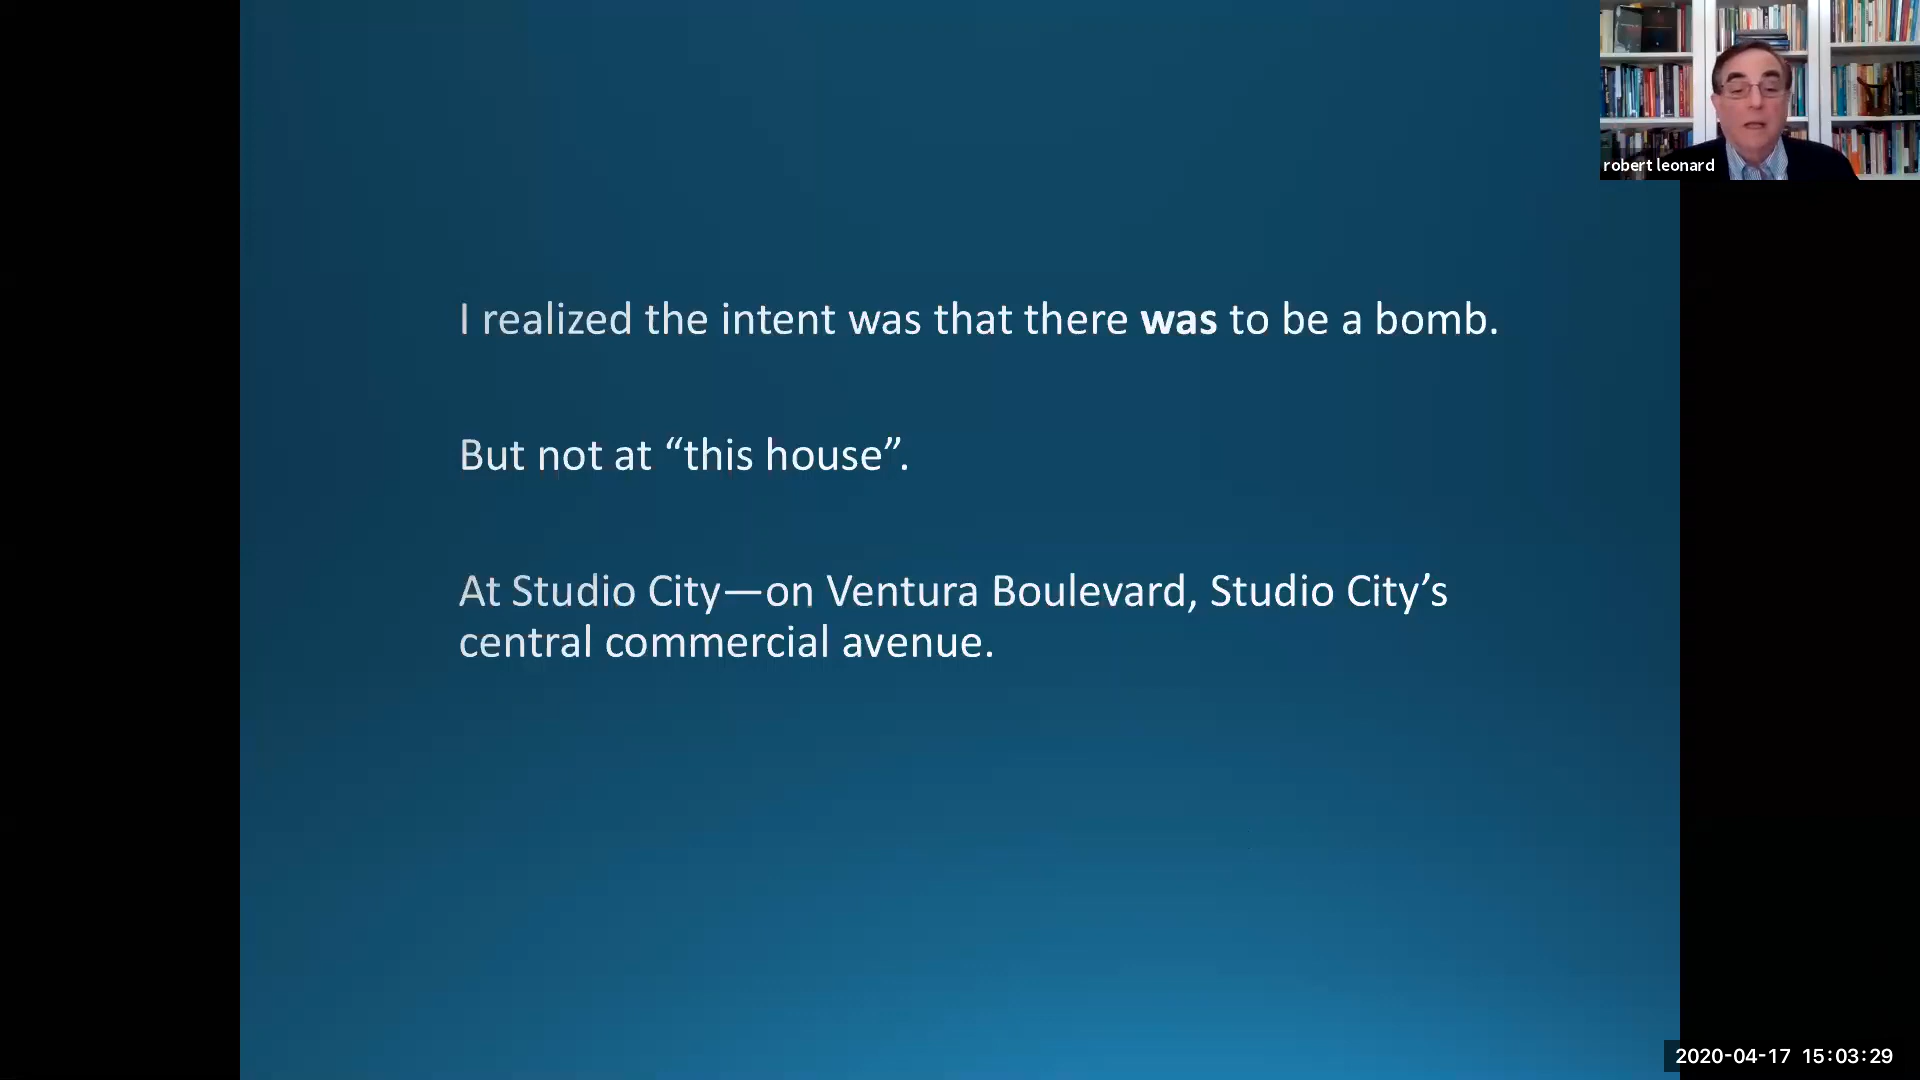 robert leonard
I realized the intent was that there was to be a bomb.
But not at “this house”.
At Studio City—on Ventura Boulevard, Studio City’s
central commercial avenue.
2020-04-17 15:03:29